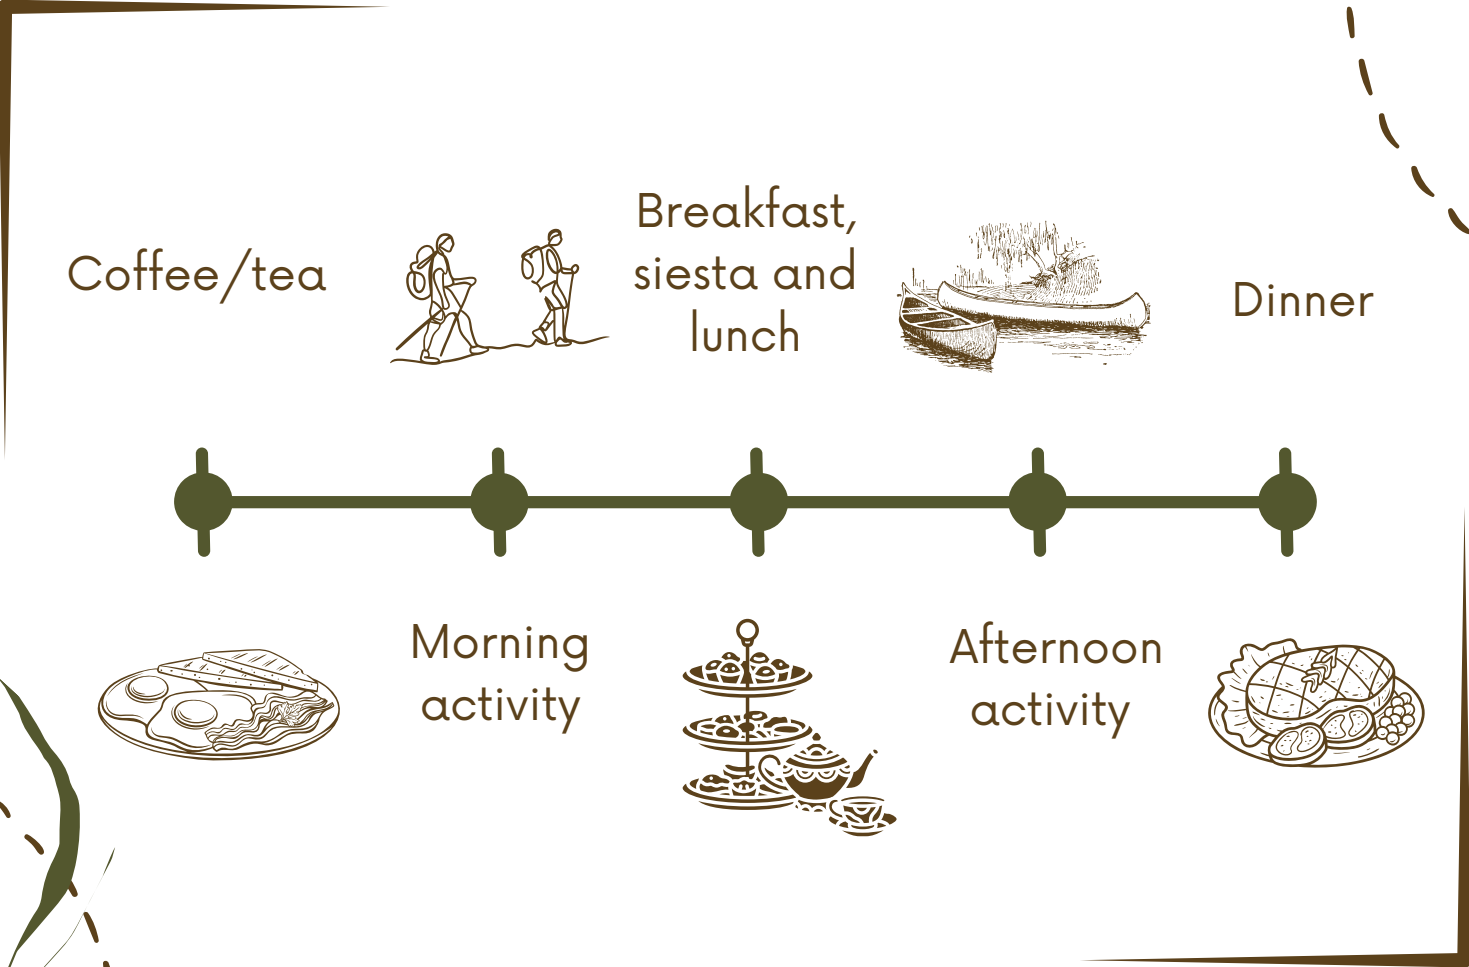 Coffee/tea
Breakfast,
siesta and
lunch
Dinner
Morning
activity
Afternoon
activity